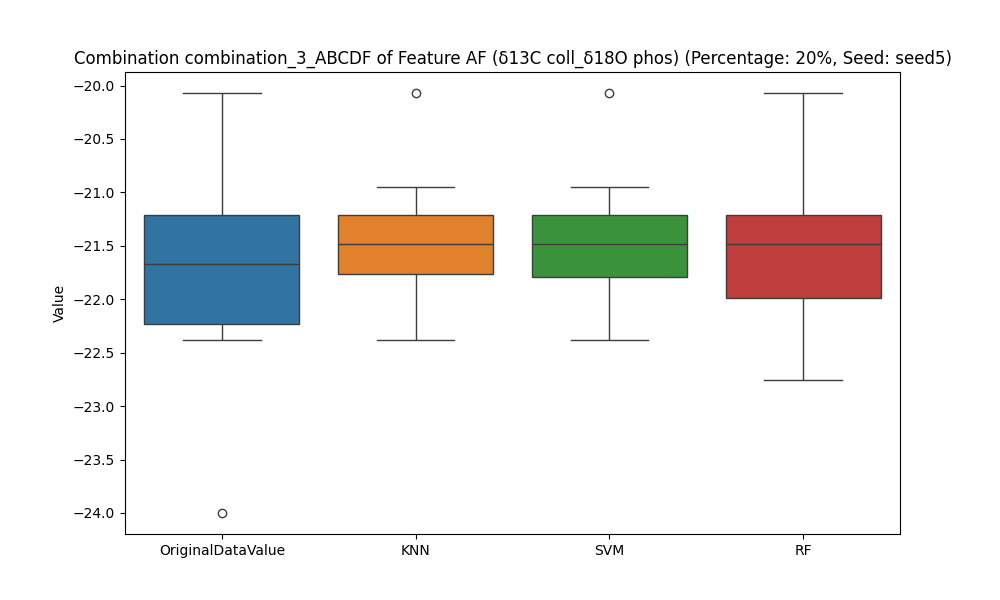 Combination combination_3_ABCDF of Feature AF (δ13C coll_δ18O phos) (Percentage: 20%, Seed: seed5)
−20.0
−20.5
−21.0
−21.5
−22.0
−22.5
−23.0
−23.5
−24.0
Value
OriginalDataValue
KNN
SVM
RF